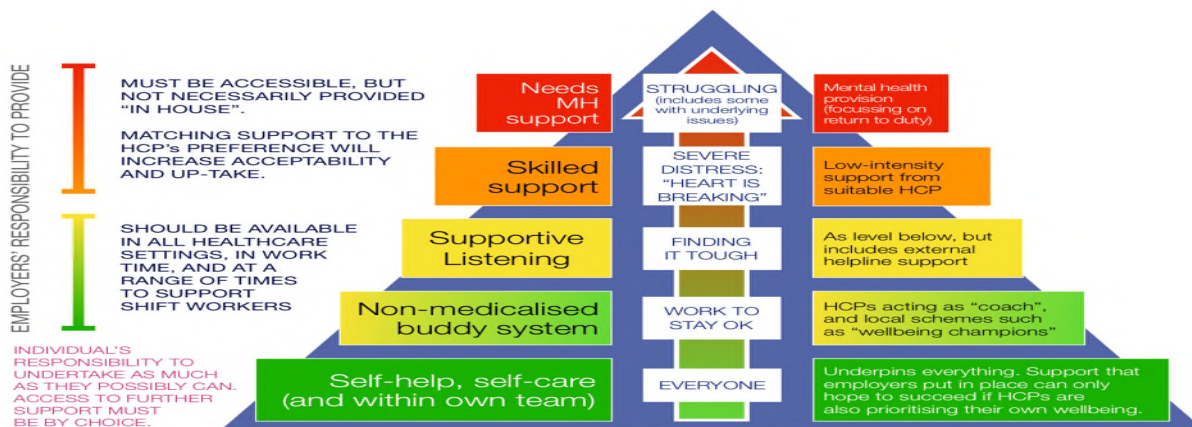 EMPLOYERS' RESPONSIBILITY TO PROVIDE
MUST BE ACCESSIBLE, BUT
NOT NECESSARILY PROVIDED
“IN HOUSE”.
MATCHING SUPPORT TO THE
HCP's PREFERENCE WILL
INCREASE ACCEPTABILITY
AND UP-TAKE.
SHOULD BE AVAILABLE
IN ALL HEALTHCARE
SETTINGS, IN WORK
TIME, AND AT A
RANGE OF TIMES
TO SUPPORT
SHIFT WORKERS
INDIVIDUAL'S
RESPONSIBILITY TO
UNDERTAKE AS MUCH
AS THEY POSSIBLY CAN.
ACCESS TO FURTHER
SUPPORT MUST
BE BY CHOICE.
Needs
MH
support
STRUGGLING
(includes some
with underlying
issues)
Mental health
provision
(focussing on
return to duty)
Skilled
support
SEVERE
DISTRESS:
“HEART IS
BREAKING”
Low-intensity
support from
suitable HCP
Supportive
Listening
FINDING
IT TOUGH
As level below, but
includes external
helpline support
Non-medicalised
buddy system
WORK TO
STAY OK
HCPs acting as “coach”,
and local schemes such
as “wellbeing champions”
Self-help, self-care
(and within own team)
EVERYONE
Underpins everything. Support that
employers put in place can only
hope to succeed if HCPs are
also prioritising their own wellbeing.